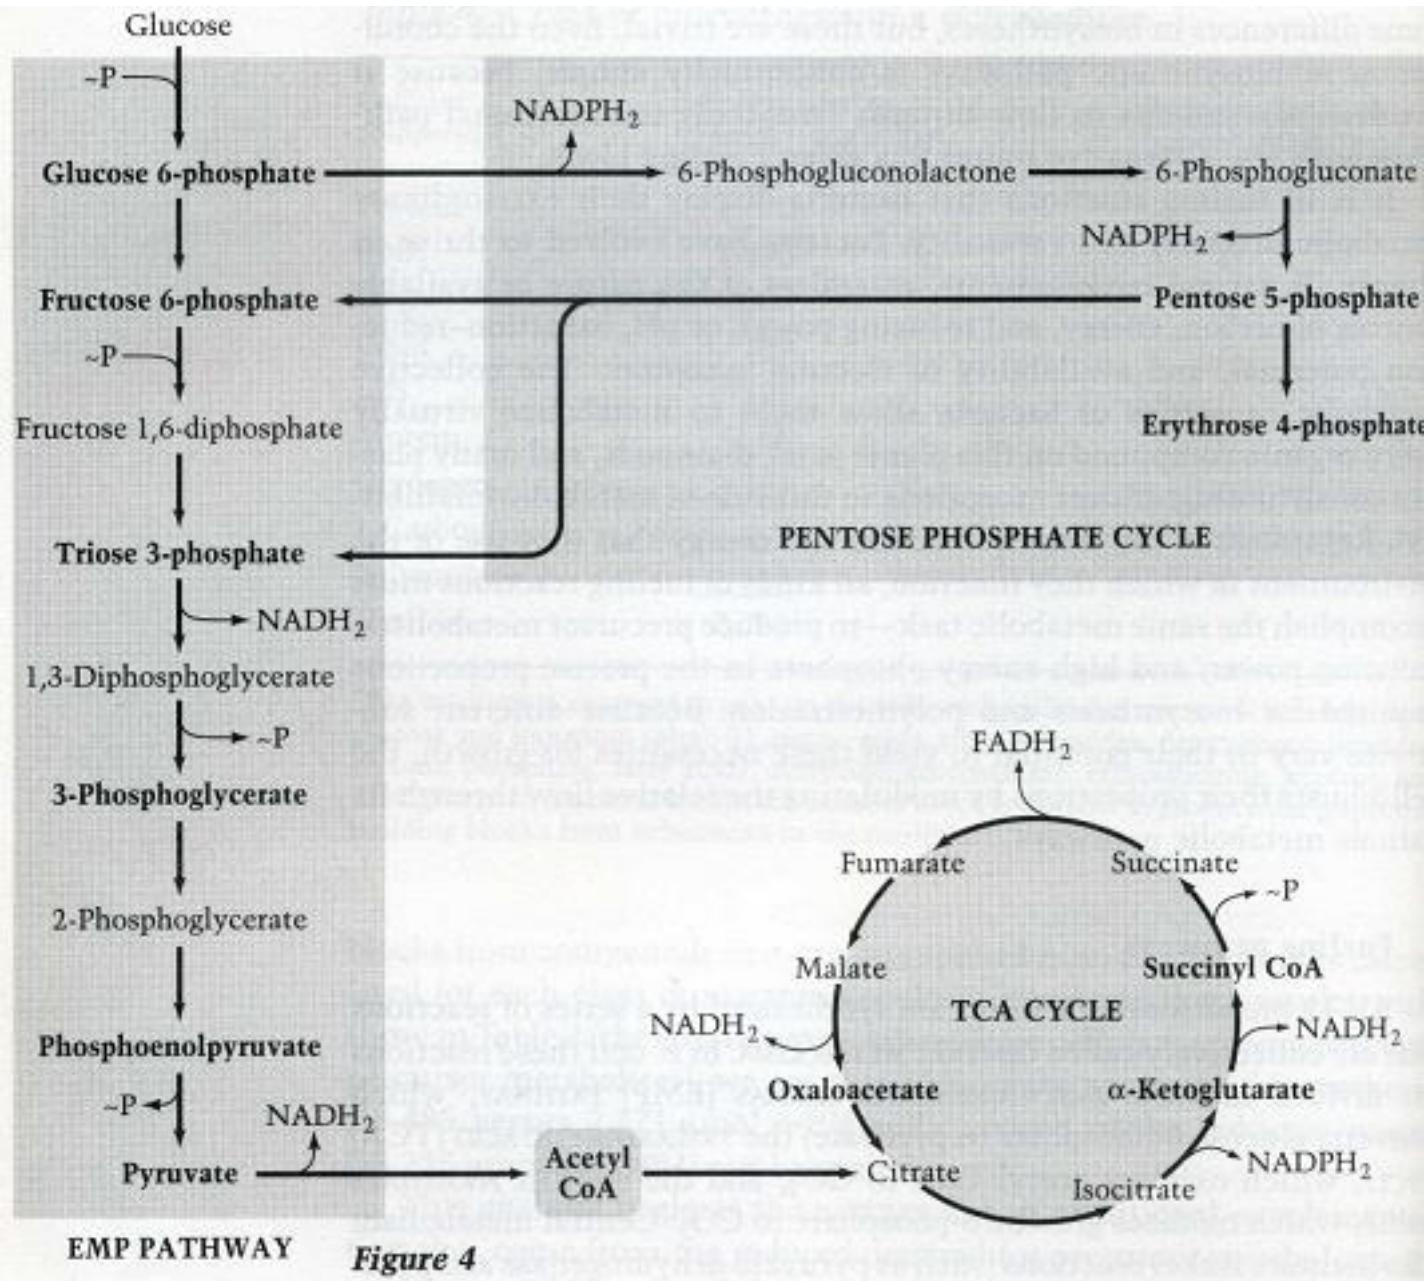 Glucose
~P
NADPH₂
Glucose 6-phosphate
6-Phosphogluconolactone
6-Phosphogluconate
NADPH₂
Fructose 6-phosphate
Pentose 5-phosphate
~P
Fructose 1,6-diphosphate
Erythrose 4-phosphate
PENTOSE PHOSPHATE CYCLE
Triose 3-phosphate
NADH₂
1,3-Diphosphoglycerate
~P
FADH₂
3-Phosphoglycerate
Fumarate
Succinate
~P
2-Phosphoglycerate
Malate
Succinyl CoA
TCA CYCLE
NADH₂
NADH₂
Phosphoenolpyruvate
Oxaloacetate
α-Ketoglutarate
~P
NADH₂
NADPH₂
Pyruvate
Acetyl
CoA
Citrate
Isocitrate
EMP PATHWAY
Figure 4